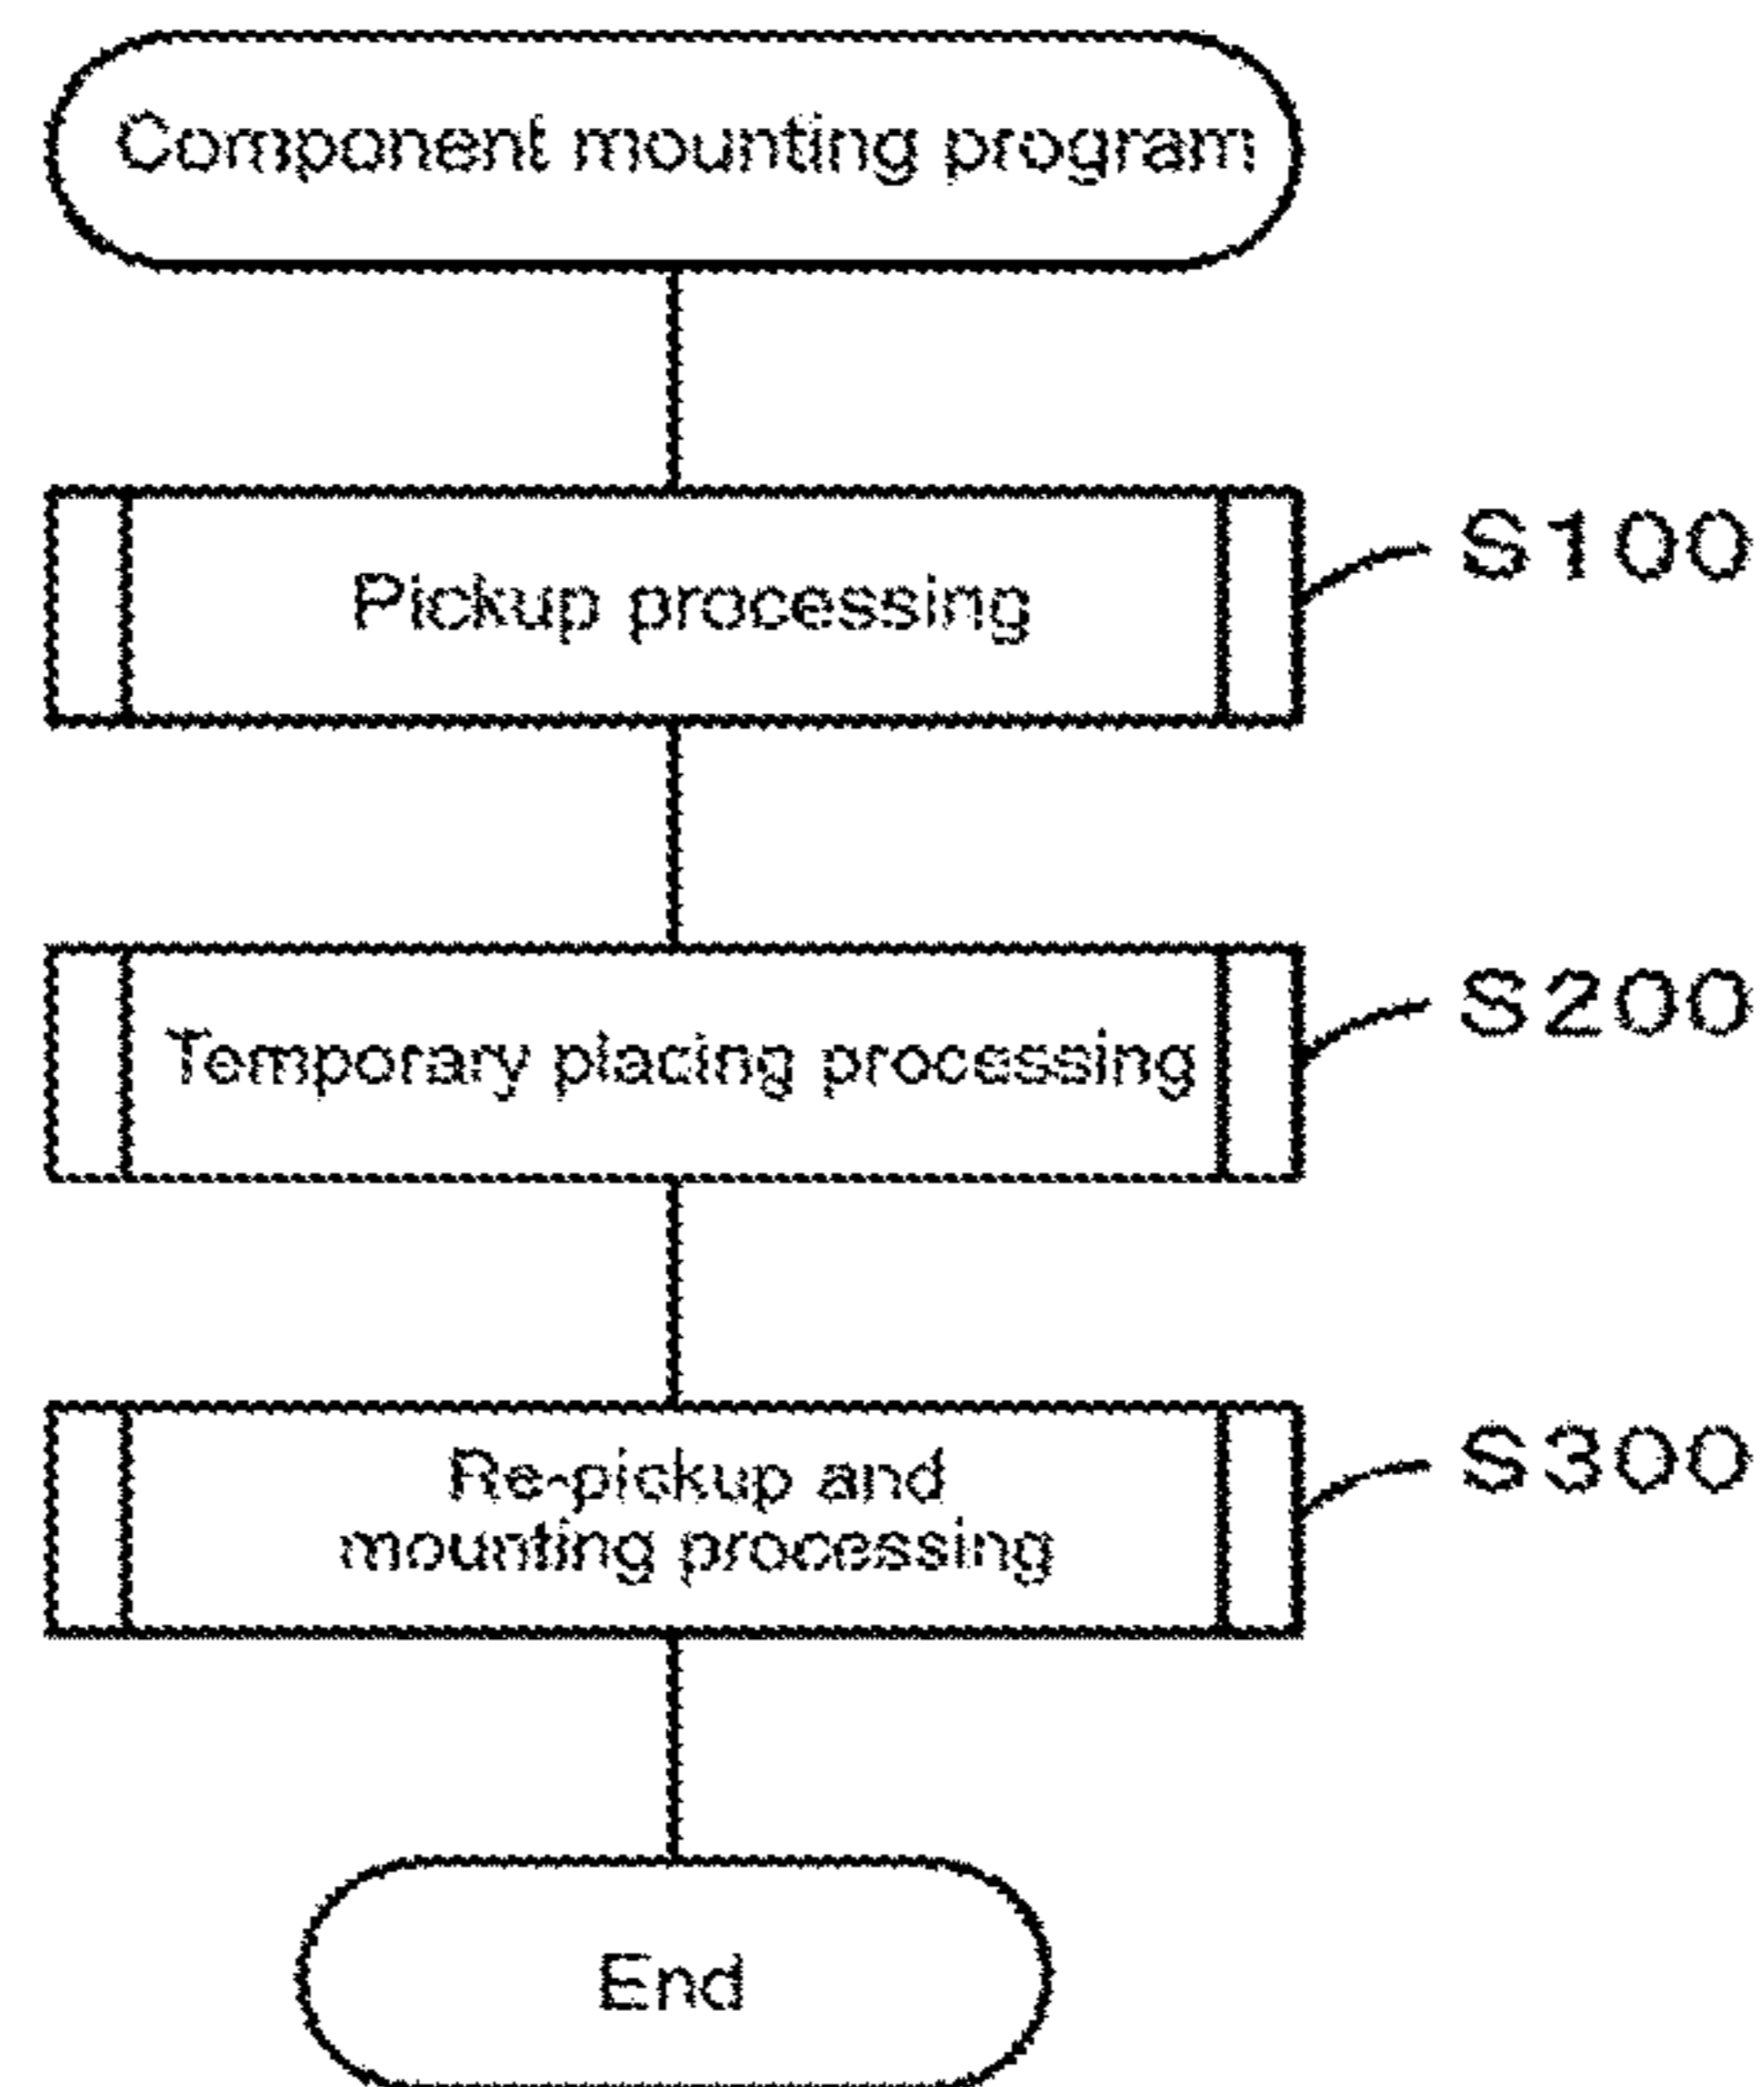 Component mounting program
Pickup processing
S100
Temporary placing processing
S200
Re-pickup and
mounting processing
S300
End